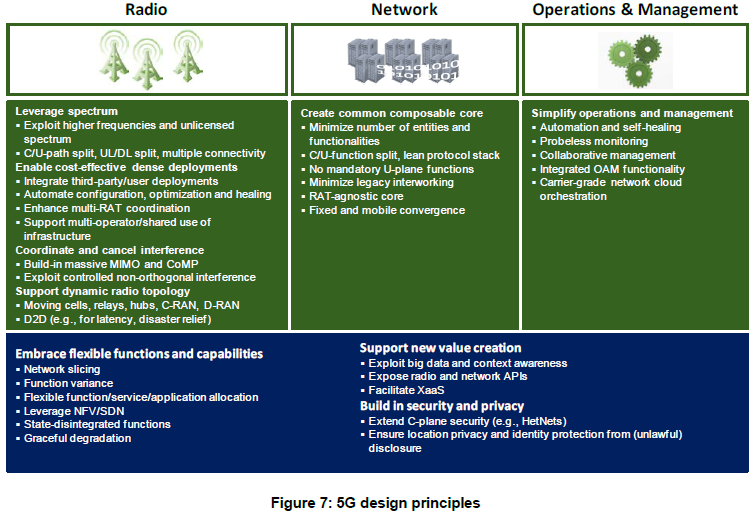 Radio
Network
Operations & Management
Leverage spectrum
• Exploit higher frequencies and unlicensed
spectrum
• C/U-path split, UL/DL split, multiple connectivity
Enable cost-effective dense deployments
• Integrate third-party/user deployments
• Automate configuration, optimization and healing
• Enhance multi-RAT coordination
• Support multi-operator/shared use of
infrastructure
Coordinate and cancel interference
• Build-in massive MIMO and CoMP
• Exploit controlled non-orthogonal interference
Support dynamic radio topology
• Moving cells, relays, hubs, C-RAN, D-RAN
• D2D (e.g., for latency, disaster relief)
Create common composable core
• Minimize number of entities and
functionalities
• C/U-function split, lean protocol stack
• No mandatory U-plane functions
• Minimize legacy interworking
• RAT-agnostic core
• Fixed and mobile convergence
Simplify operations and management
• Automation and self-healing
• Probeless monitoring
• Collaborative management
• Integrated OAM functionality
• Carrier-grade network cloud
orchestration
Embrace flexible functions and capabilities
• Network slicing
• Function variance
• Flexible function/service/application allocation
• Leverage NFV/SDN
• State-disintegrated functions
• Graceful degradation
Support new value creation
• Exploit big data and context awareness
• Expose radio and network APIs
• Facilitate XaaS
Build in security and privacy
• Extend C-plane security (e.g., HetNets)
• Ensure location privacy and identity protection from (unlawful)
disclosure
Figure 7: 5G design principles